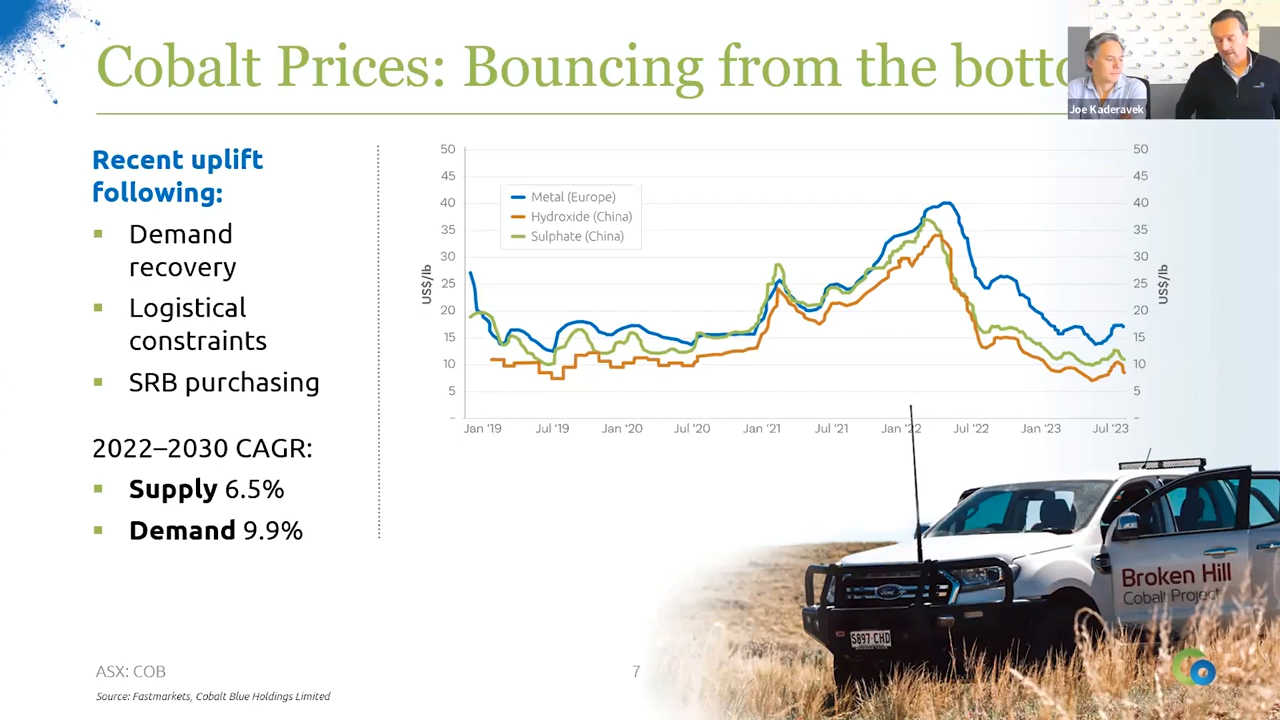 Cobalt Prices: Bouncing from the botto
Joe Kaderavek
Recent uplift
following:
Demand
recovery
Logistical
constraints
SRB purchasing
2022–2030 CAGR:
Supply 6.5%
Demand 9.9%
50
45
40
35
30
25
20
15
10
5
–
US$/lb
Metal (Europe)
Hydroxide (China)
Sulphate (China)
50
45
40
35
30
25
20
15
10
5
–
US$/lb
Jan '19 Jul '19 Jan '20 Jul '20 Jan '21 Jul '21 Jan '22 Jul '22 Jan '23 Jul '23
Broken Hill
Cobalt Project
Ford
S897 CHD
ASX: COB
7
Source: Fastmarkets, Cobalt Blue Holdings Limited